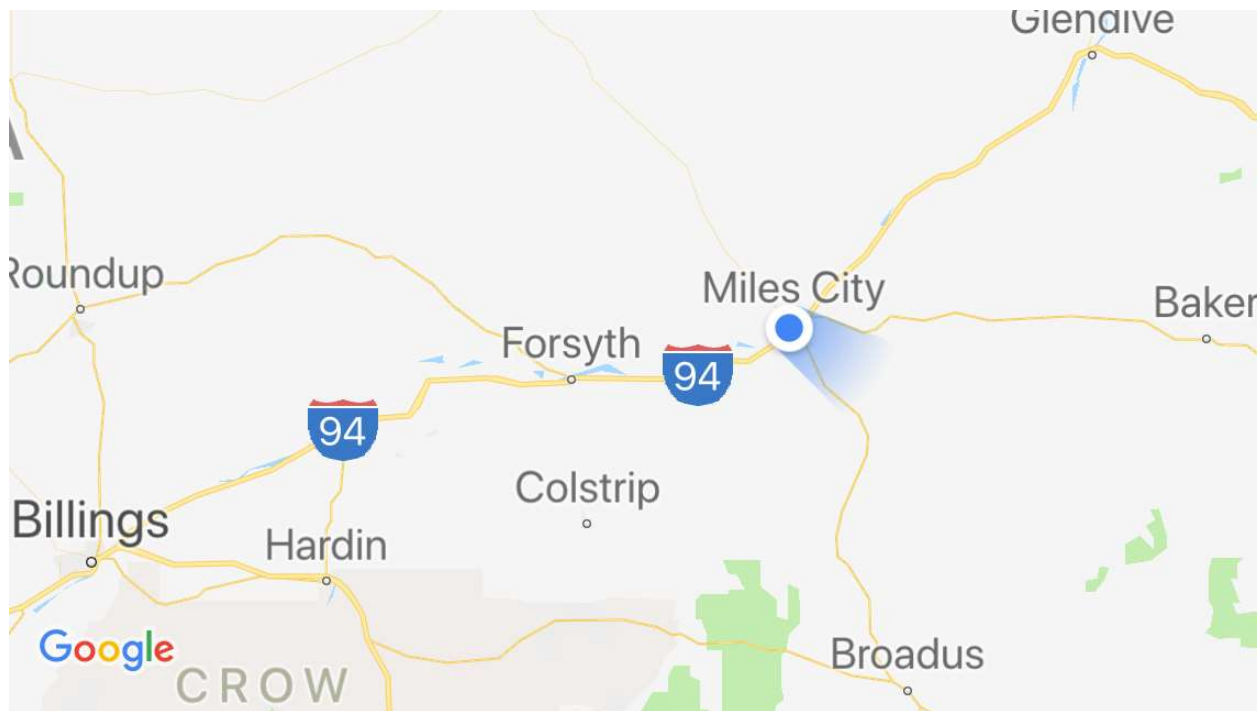 Glendive
A
Roundup
Miles City
Baker
Forsyth
94
94
Colstrip
Billings
Hardin
Google
CROW
Broadus